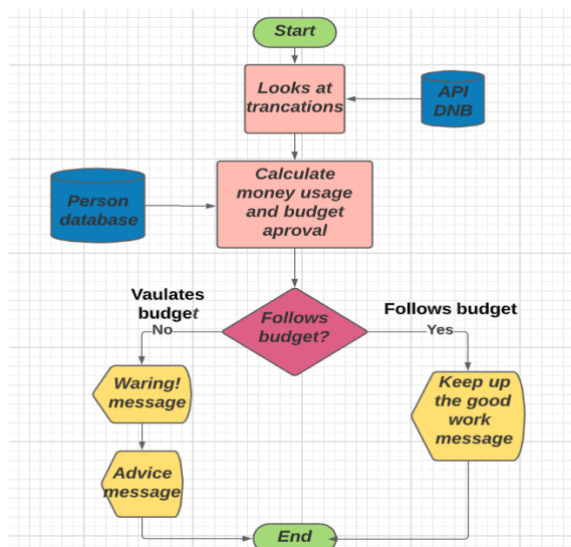 Start
Looks at
trancations
API
DNB
Calculate
money usage
and budget
aproval
Person
database
Vaulates
budget
No
Follows
budget?
Follows budget
Yes
Waring!
message
Keep up
the good
work
message
Advice
message
End